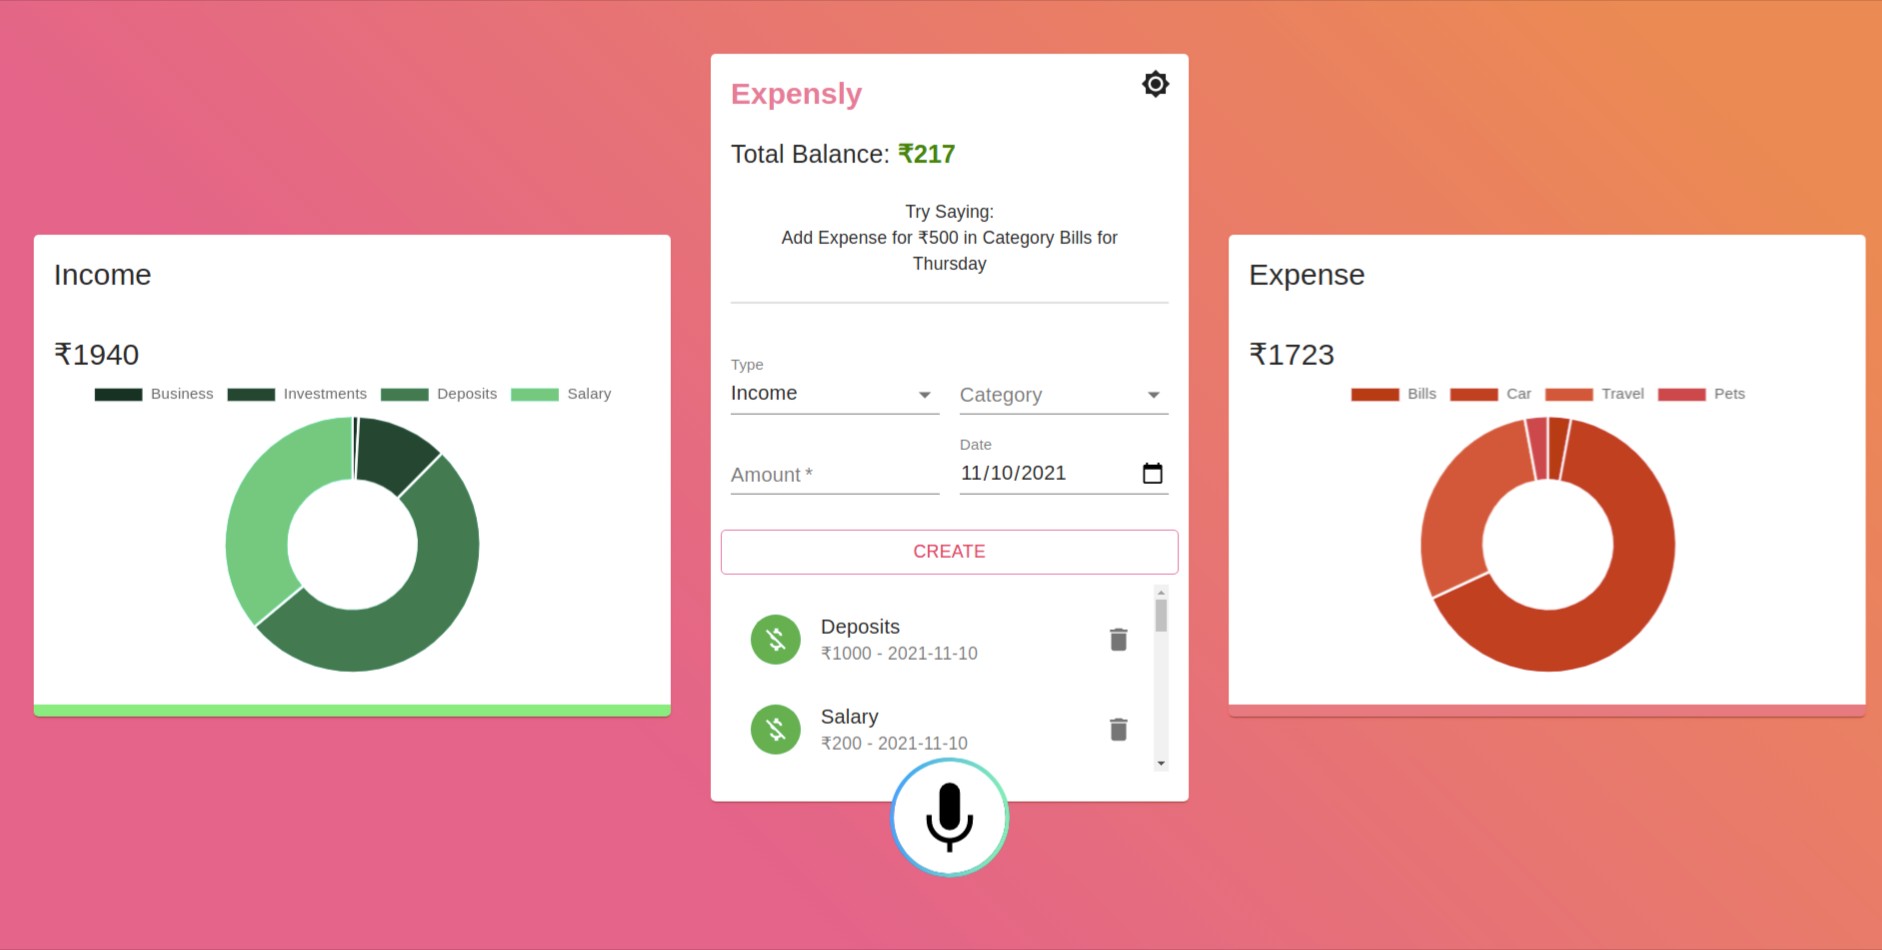 Income
₹1940
Business Investments Deposits Salary
Expensly
Total Balance: ₹217
Try Saying:
Add Expense for ₹500 in Category Bills for
Thursday
Type
Income
Category
Amount *
Date
11/10/2021
CREATE
Deposits
₹1000 - 2021-11-10
Salary
₹200 - 2021-11-10
Expense
₹1723
Bills Car Travel Pets